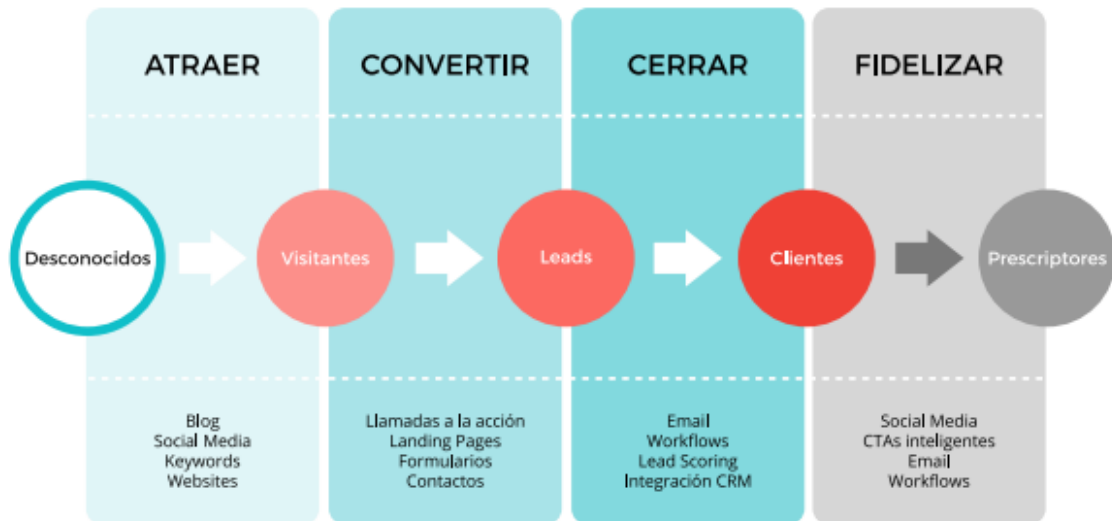 ATRAER
CONVERTIR
CERRAR
FIDELIZAR
Desconocidos
Visitantes
Leads
Clientes
Prescriptores
Blog
Social Media
Keywords
Websites
Llamadas a la acción
Landing Pages
Formularios
Contactos
Email
Workflows
Lead Scoring
Integración CRM
Social Media
CTAs inteligentes
Email
Workflows